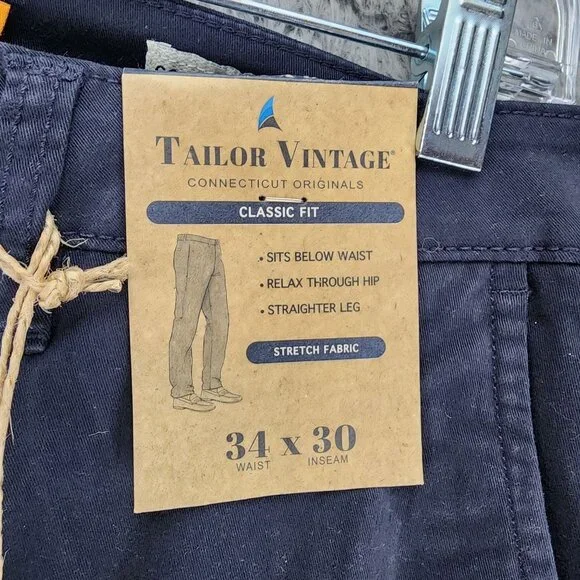 TAILOR VINTAGE®
CONNECTICUT ORIGINALS
CLASSIC FIT
• SITS BELOW WAIST
• RELAX THROUGH HIP
• STRAIGHTER LEG
STRETCH FABRIC
34 x 30
WAIST INSEAM